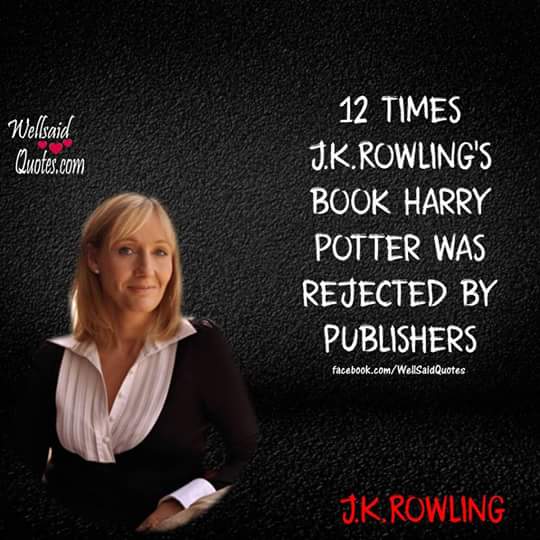 Wellsaid
Quotes.com
12 TIMES
J.K.ROWLING'S
BOOK HARRY
POTTER WAS
REJECTED BY
PUBLISHERS
facebook.com/WellSaidQuotes
J.K.ROWLING